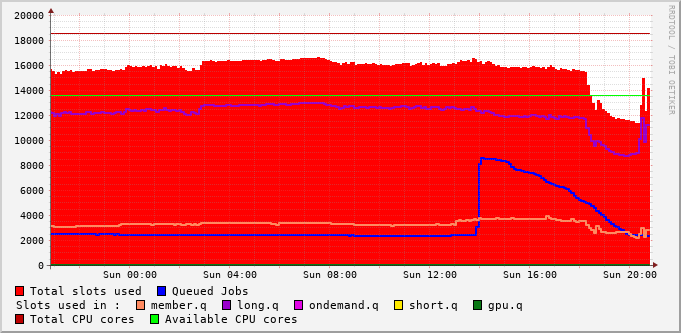 20000
18000
16000
14000
12000
10000
8000
6000
4000
2000
0
Sun 00:00 Sun 04:00 Sun 08:00 Sun 12:00 Sun 16:00 Sun 20:00
Total slots used Queued Jobs
Slots used in : member.q long.q ondemand.q short.q gpu.q
Total CPU cores Available CPU cores
RRDTOOL / TOBI OETIKER